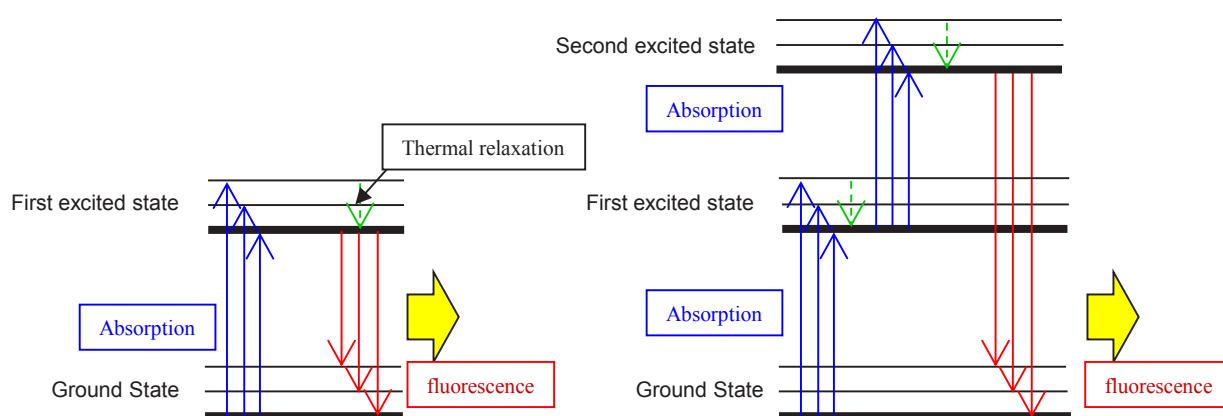 Thermal relaxation
First excited state
Absorption
Ground State
fluorescence
Second excited state
Absorption
First excited state
Absorption
Ground State
fluorescence